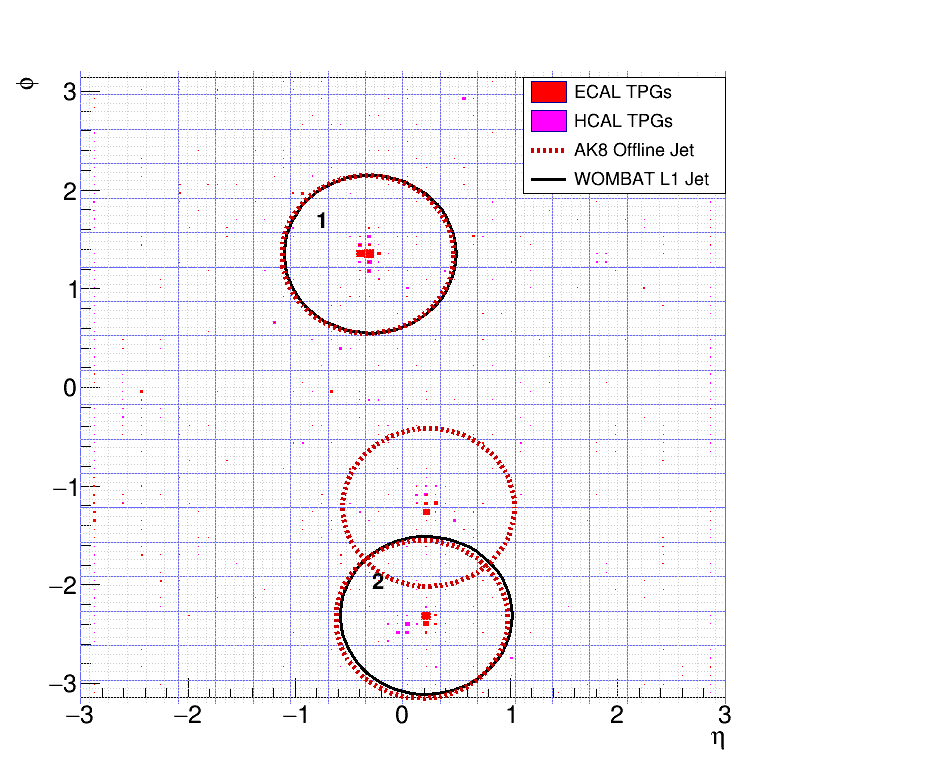 ϕ
3
2
1
0
−1
−2
−3
ECAL TPGs
HCAL TPGs
AK8 Offline Jet
WOMBAT L1 Jet
1
2
−3 −2 −1 0 1 2 3
η